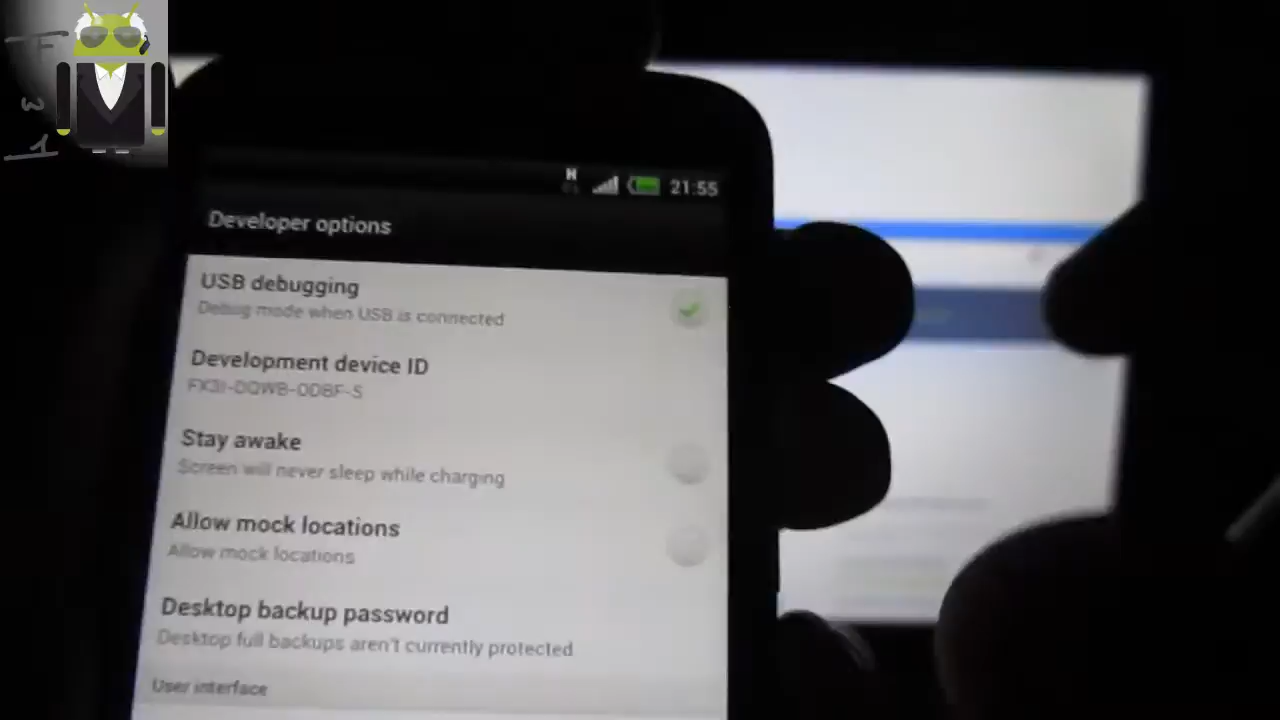 21:55
Developer options
USB debugging
Debug mode when USB is connected
Development device ID
Stay awake
Screen will never sleep while charging
Allow mock locations
Allow mock locations
Desktop backup password
Desktop full backups aren't currently protected
User interface